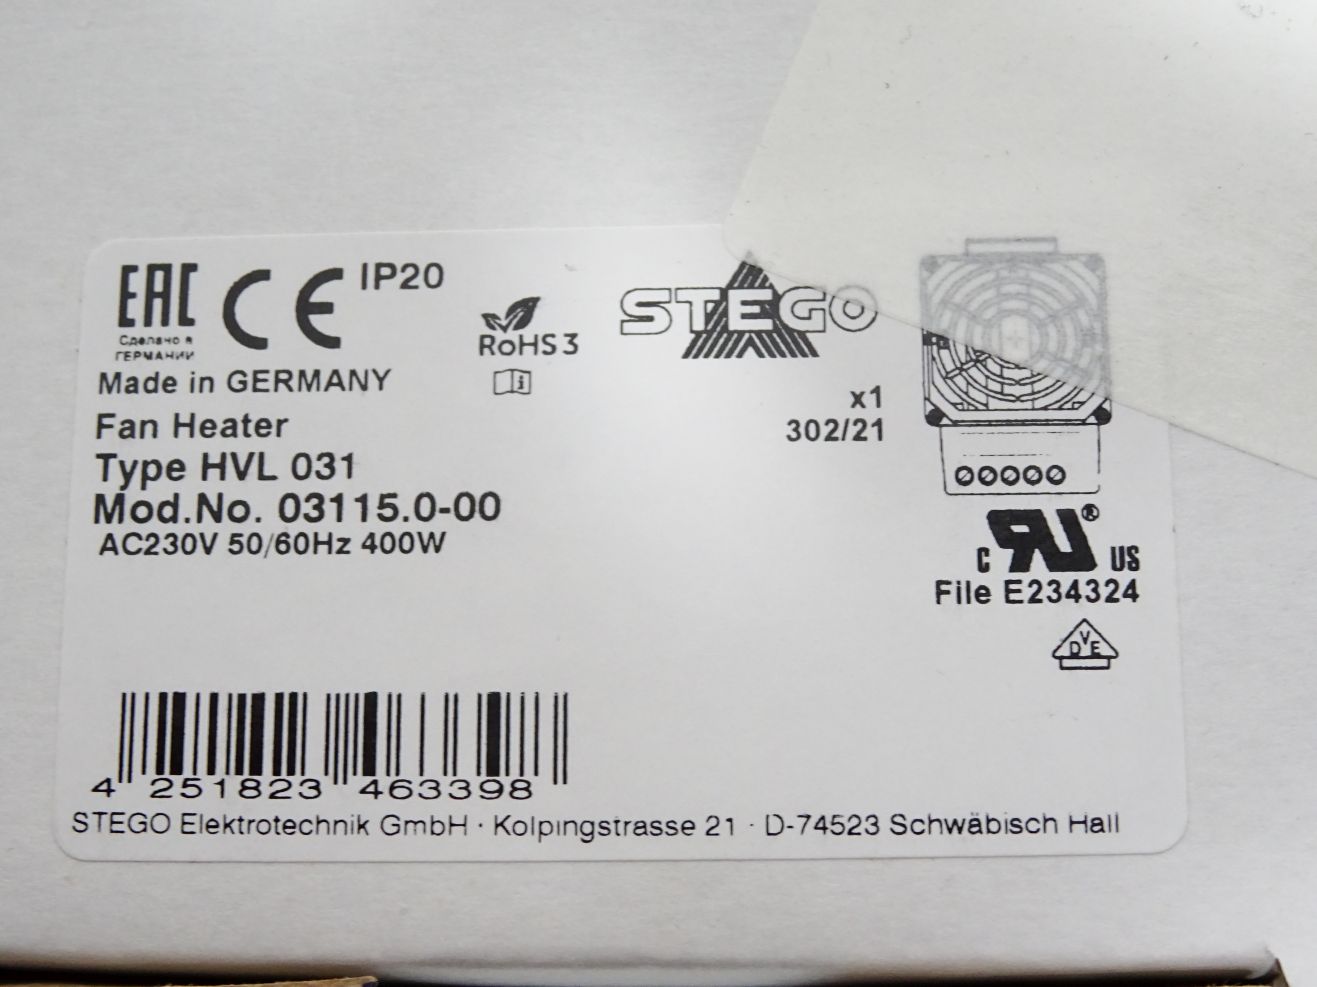 EAC CE IP20
Сделано в
ГЕРМАНИИ
RoHS 3
STEGO
Made in GERMANY
Fan Heater
x1
Type HVL 031
302/21
Mod.No. 03115.0-00
AC230V 50/60Hz 400W
C RU® US
File E234324
VDE
4 251823 463398
STEGO Elektrotechnik GmbH · Kolpingstrasse 21 · D-74523 Schwäbisch Hall